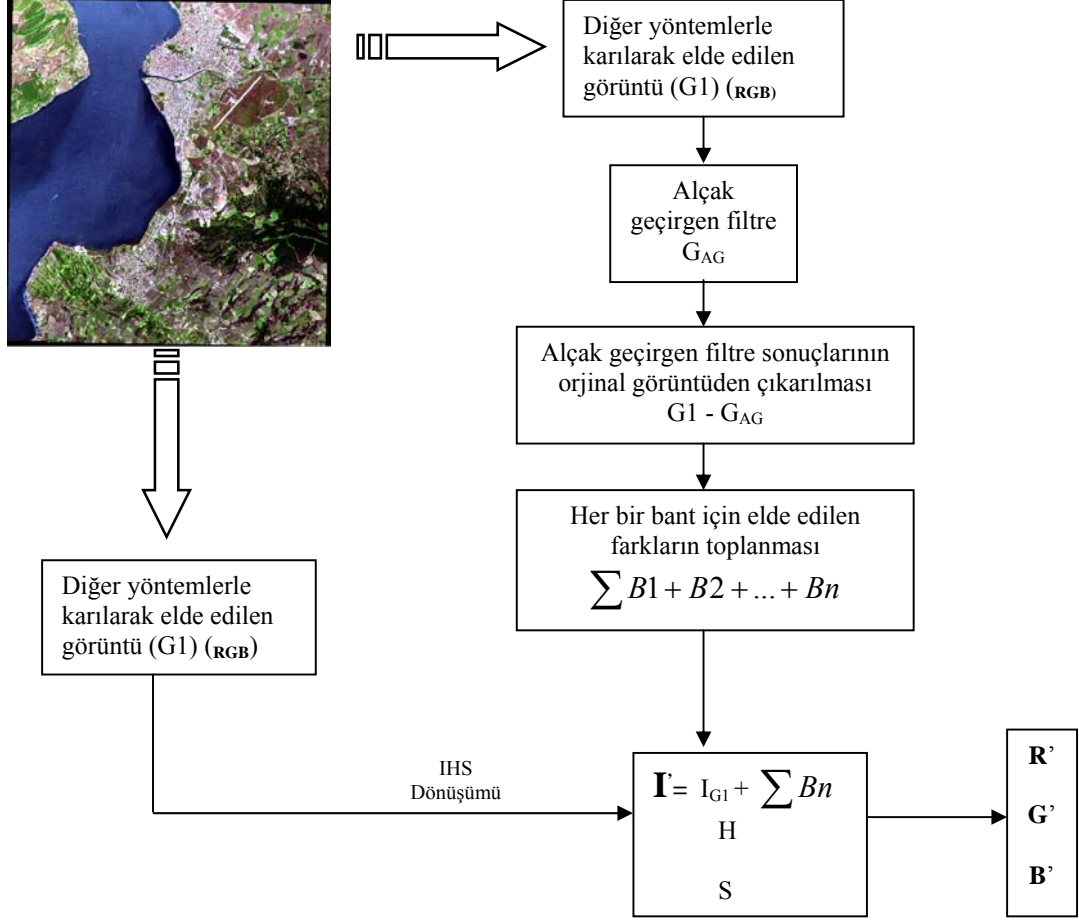 Diğer yöntemlerle
karılarak elde edilen
görüntü (G1) (RGB)
Alçak
geçirgen filtre
GAG
Alçak geçirgen filtre sonuçlarının
orjinal görüntüden çıkarılması
G1 - GAG
Her bir bant için elde edilen
farkların toplanması
∑ B1 + B2 + ... + Bn
Diğer yöntemlerle
karılarak elde edilen
görüntü (G1) (RGB)
IHS
Dönüşümü
I’= IG1 + ∑ Bn
H
S
R’
G’
B’